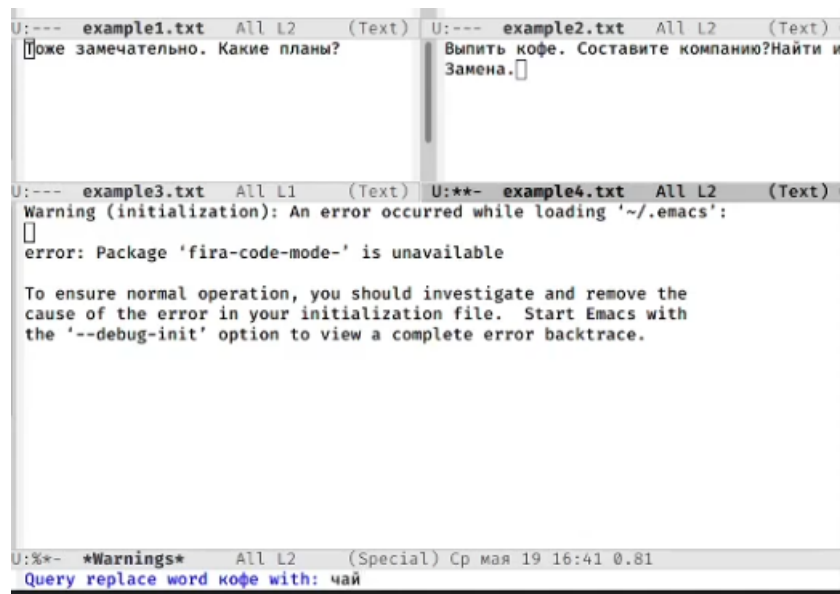 U:--- example1.txt All L2 (Text)
U:--- example2.txt All L2 (Text)
Тоже замечательно. Какие планы?
Выпить кофе. Составите компанию?Найти и
Замена.
U:--- example3.txt All L1 (Text)
U:**- example4.txt All L2 (Text)
Warning (initialization): An error occurred while loading ‘~/.emacs’:
error: Package ‘fira-code-mode-’ is unavailable
To ensure normal operation, you should investigate and remove the
cause of the error in your initialization file. Start Emacs with
the ‘--debug-init’ option to view a complete error backtrace.
U:%*- *Warnings* All L2 (Special) Ср мая 19 16:41 0.81
Query replace word кофе with: чай